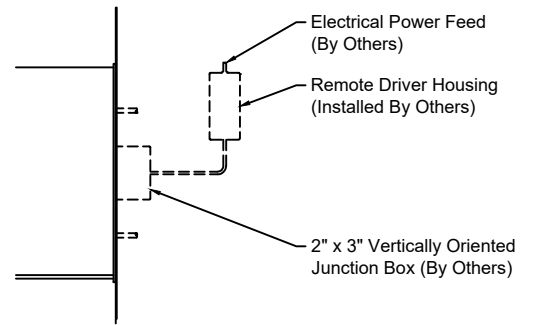 Electrical Power Feed
(By Others)
Remote Driver Housing
(Installed By Others)
2" x 3" Vertically Oriented
Junction Box (By Others)